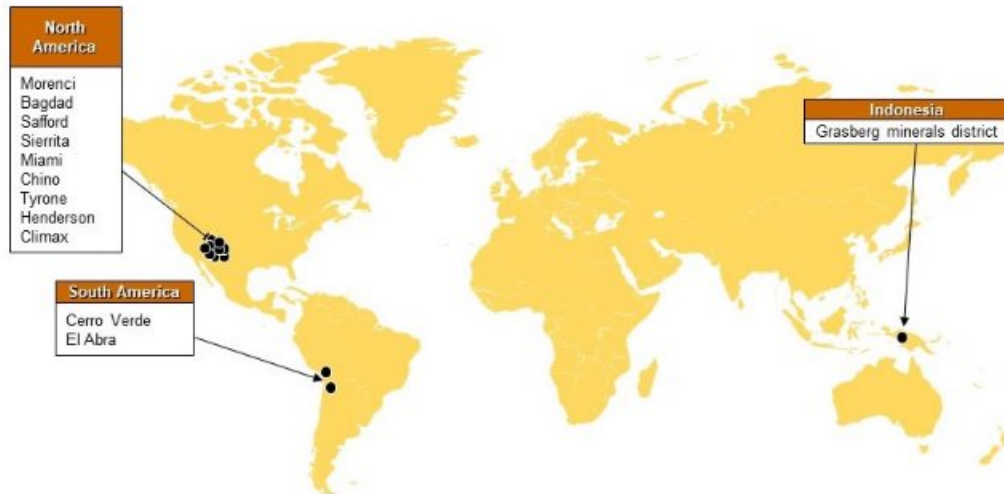 North
America
Morenci
Bagdad
Safford
Sierrita
Miami
Chino
Tyrone
Henderson
Climax
South America
Cerro Verde
El Abra
Indonesia
Grasberg minerals district